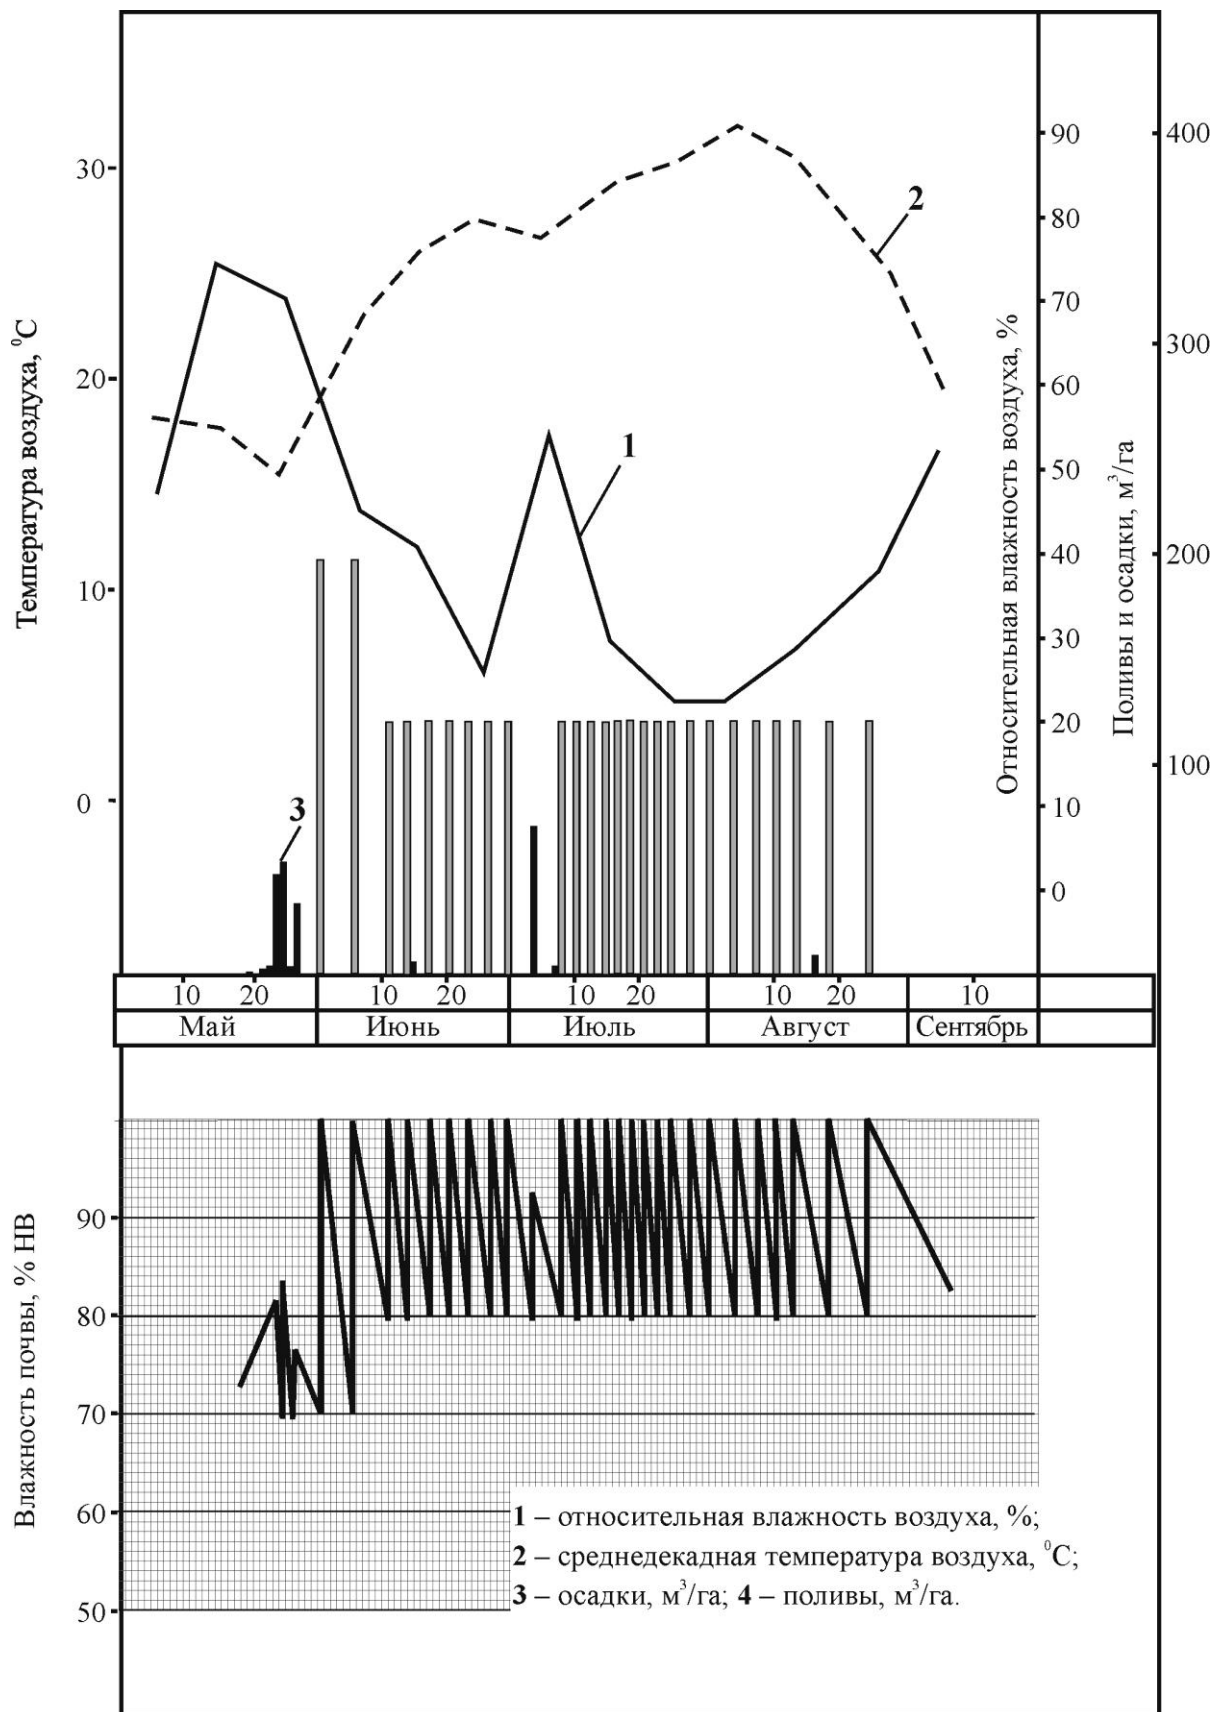 Температура воздуха, ⁰С
30
20
10
0
2
1
3
90
80
70
60
50
40
30
20
10
0
Относительная влажность воздуха, %
400
300
200
100
Поливы и осадки, м³/га
10 20 10 20 10 20 10 20 10
Май Июнь Июль Август Сентябрь
Влажность почвы, % НВ
90
80
70
60
50
1 – относительная влажность воздуха, %;
2 – среднедекадная температура воздуха, ⁰С;
3 – осадки, м³/га; 4 – поливы, м³/га.